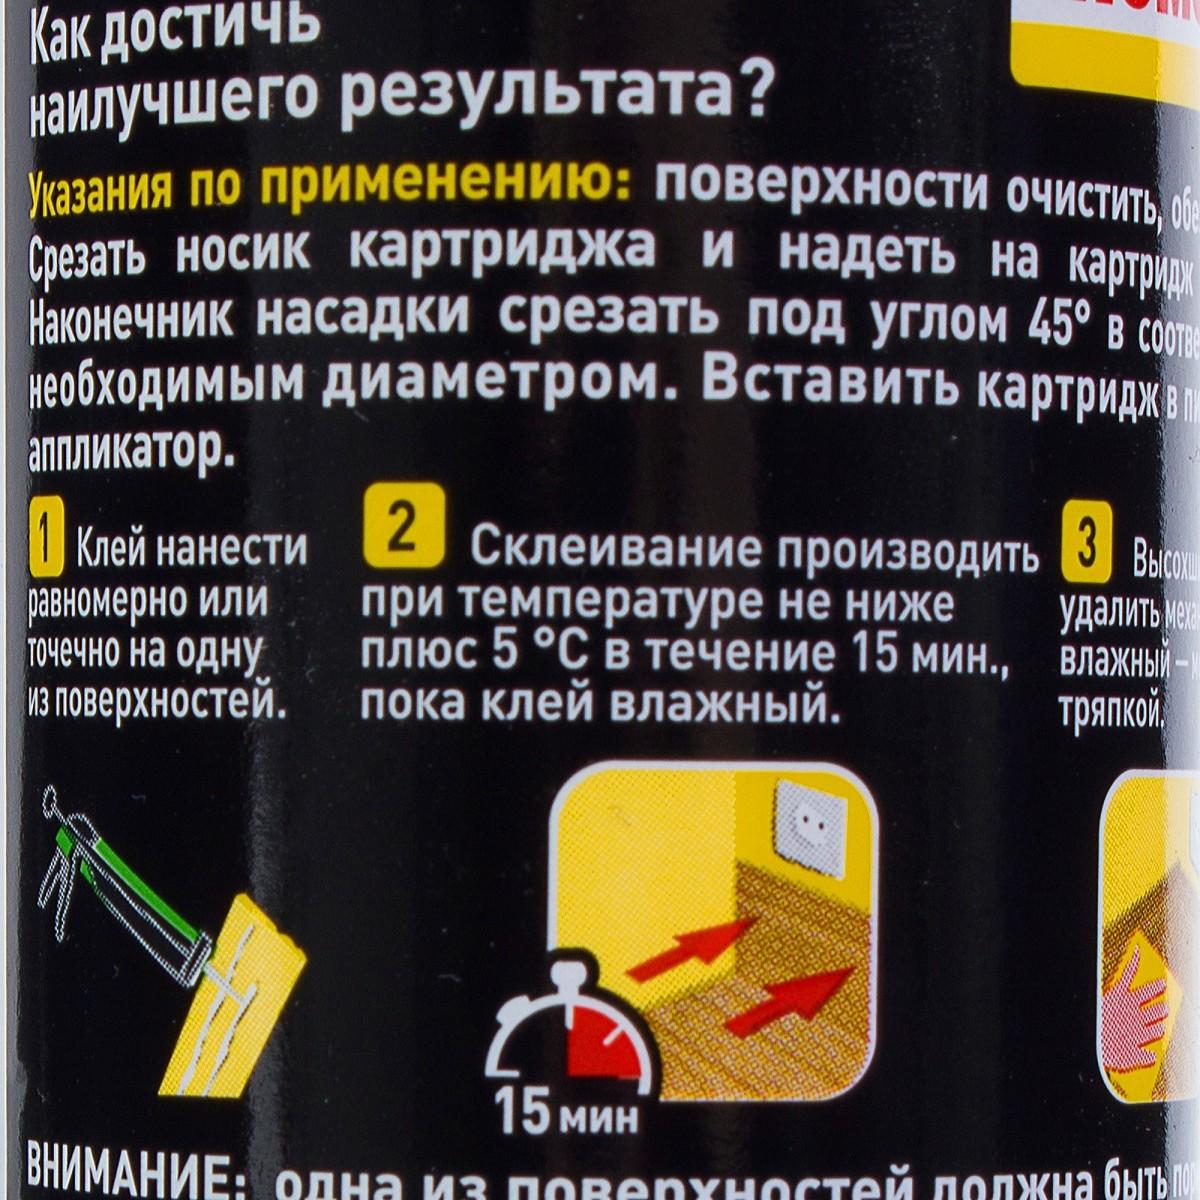 Как достичь
наилучшего результата?
Указания по применению: поверхности очистить,
Срезать носик картриджа и надеть на картридж
Наконечник насадки срезать под углом 45° в
необходимым диаметром. Вставить картридж в
аппликатор.
1 Клей нанести
равномерно или
точечно на одну
из поверхностей.
2 Склеивание производить
при температуре не ниже
плюс 5 °C в течение 15 мин.,
пока клей влажный.
3
удалить
влажный –
тряпкой.
15 мин
ВНИМАНИЕ: одна из поверхностей должна быть